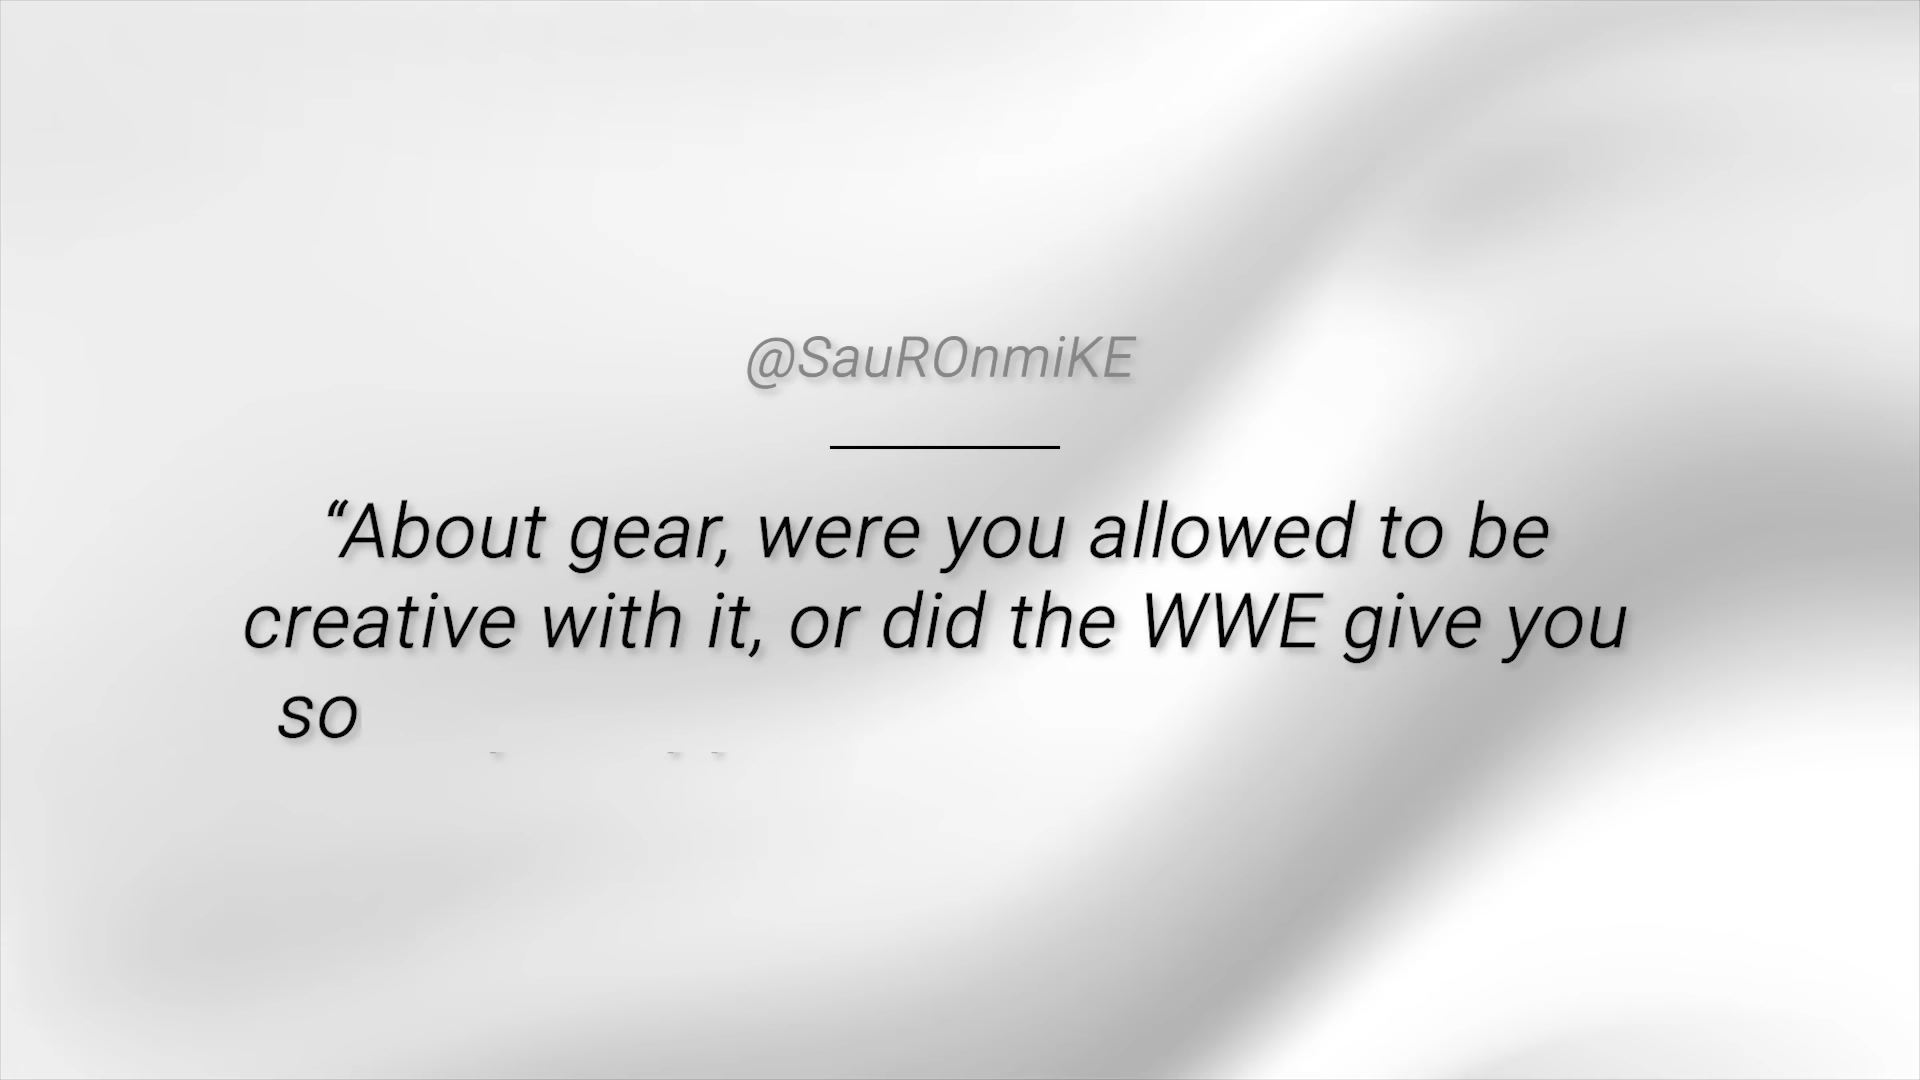 @SauROnmiKE
“About gear, were you allowed to be
creative with it, or did the WWE give you
so